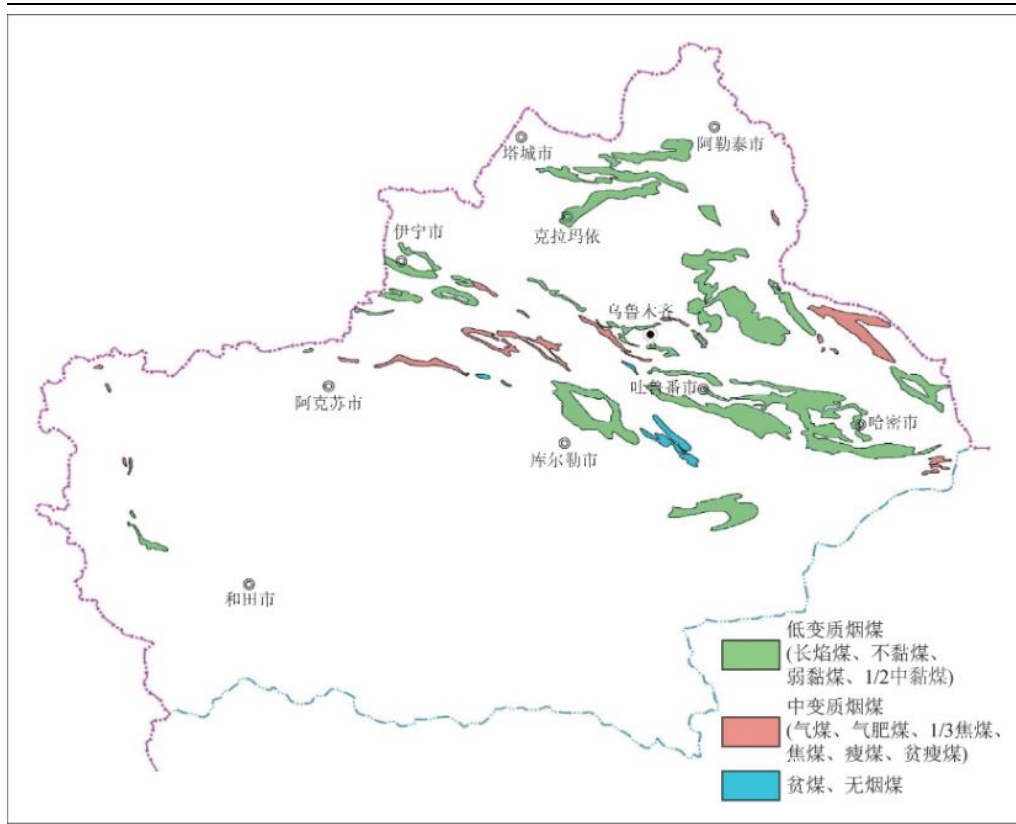 阿勒泰市
塔城市
克拉玛依
伊宁市
乌鲁木齐
吐鲁番市
哈密市
阿克苏市
库尔勒市
和田市
低变质烟煤
(长焰煤、不黏煤、
弱黏煤、1/2中黏煤)
中变质烟煤
(气煤、气肥煤、1/3焦煤、
焦煤、瘦煤、贫瘦煤)
贫煤、无烟煤